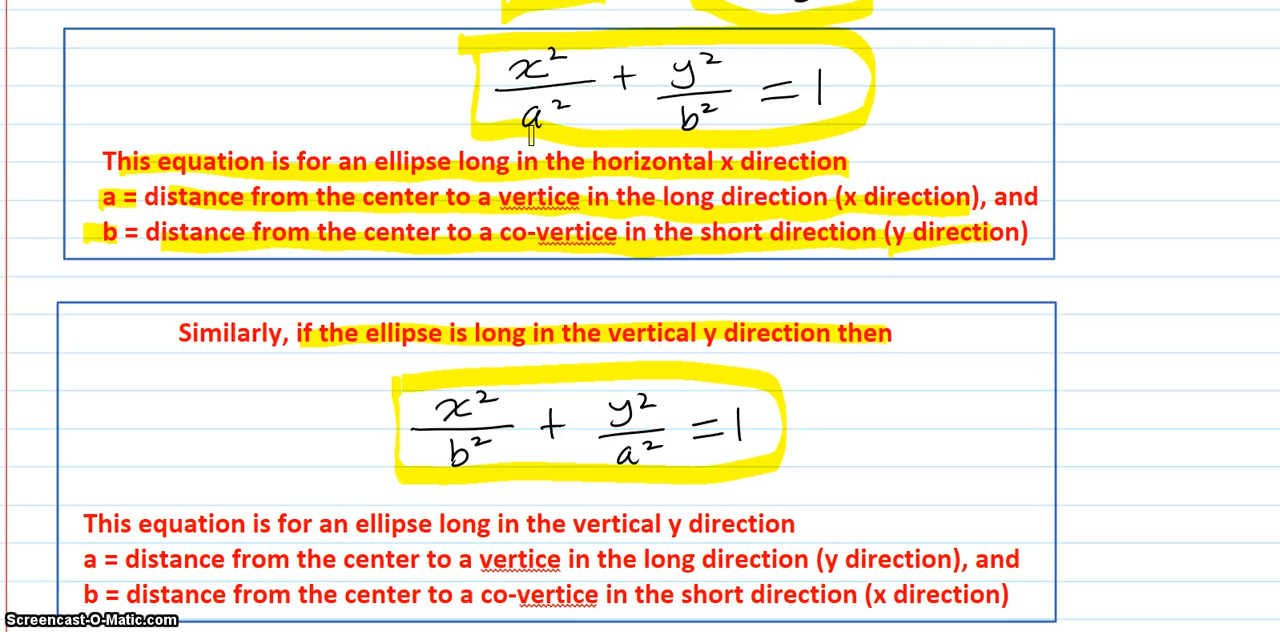 x²/a² + y²/b² = 1
This equation is for an ellipse long in the horizontal x direction
a = distance from the center to a vertice in the long direction (x direction), and
b = distance from the center to a co-vertice in the short direction (y direction)
Similarly, if the ellipse is long in the vertical y direction then
x²/b² + y²/a² = 1
This equation is for an ellipse long in the vertical y direction
a = distance from the center to a vertice in the long direction (y direction), and
b = distance from the center to a co-vertice in the short direction (x direction)
Screencast-O-Matic.com